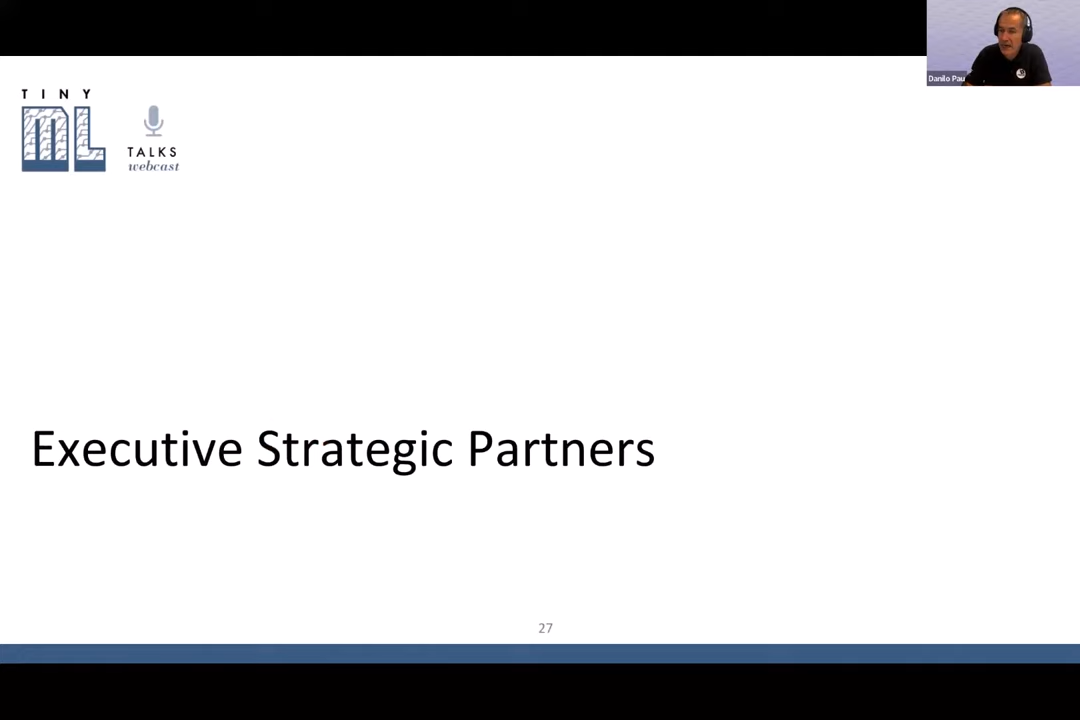 TINY
ML
TALKS
webcast
Danilo Pau
Executive Strategic Partners
27